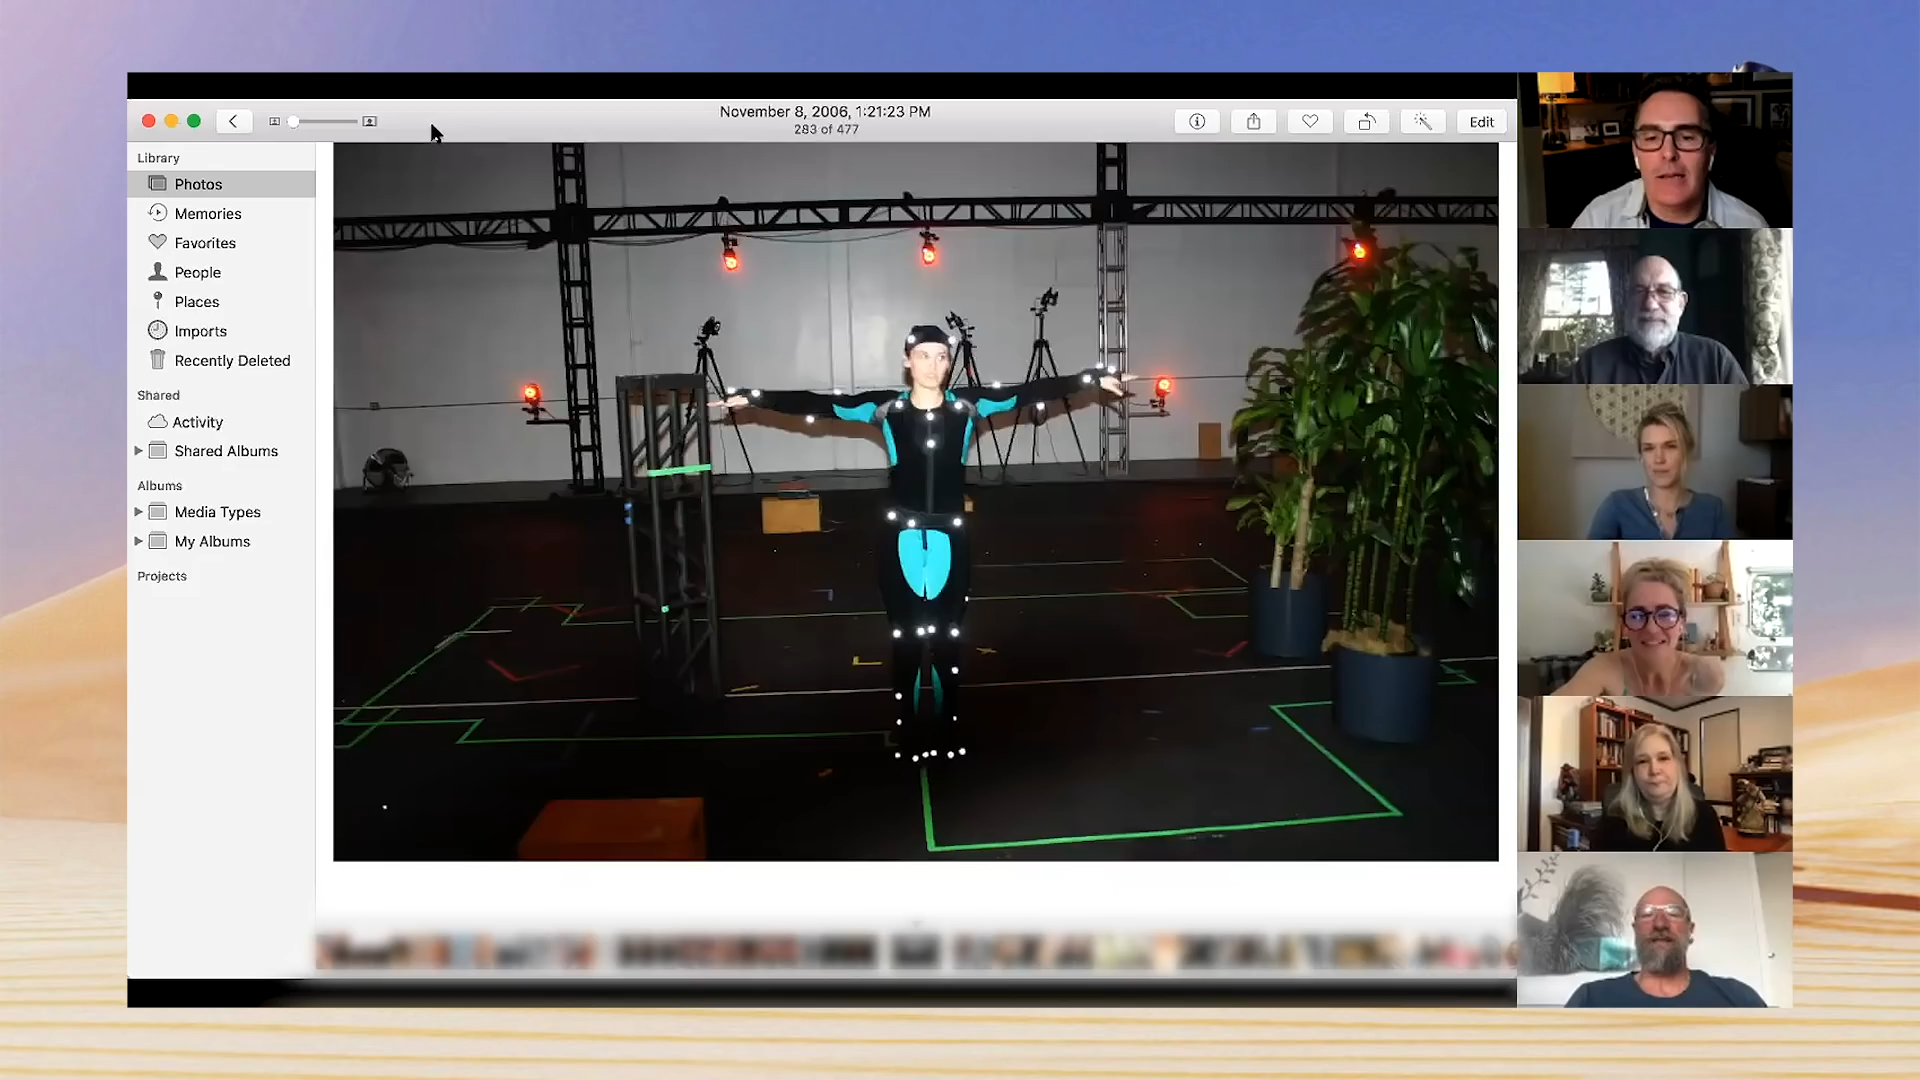 November 8, 2006, 1:21:23 PM
283 of 477
Edit
Library
Photos
Memories
Favorites
People
Places
Imports
Recently Deleted
Shared
Activity
Shared Albums
Albums
Media Types
My Albums
Projects